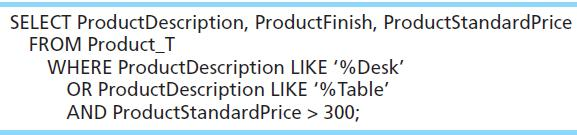 SELECT ProductDescription, ProductFinish, ProductStandardPrice
FROM Product_T
WHERE ProductDescription LIKE ‘%Desk’
OR ProductDescription LIKE ‘%Table’
AND ProductStandardPrice > 300;